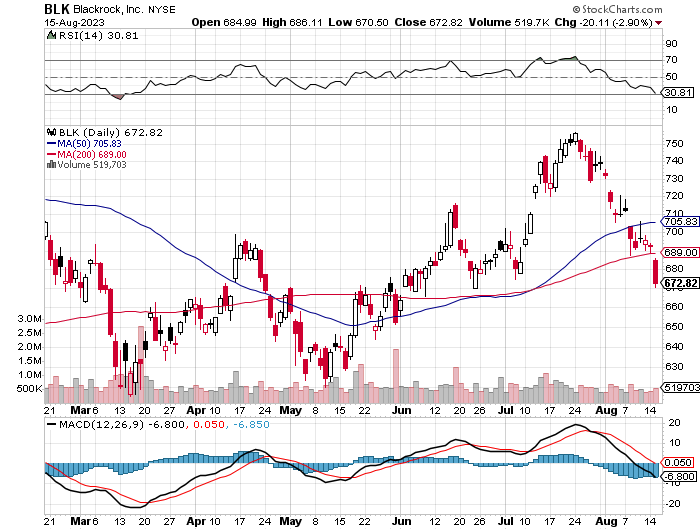 BLK Blackrock, Inc. NYSE © StockCharts.com
15-Aug-2023 Open 684.99 High 686.11 Low 670.50 Close 672.82 Volume 519.7K Chg -20.11 (-2.90%)
RSI(14) 30.81
90
70
50
30.81
10
BLK (Daily) 672.82
MA(50) 705.83
MA(200) 689.00
Volume 519,703
750
740
730
720
710
705.83
700
689.00
680
672.82
670
660
650
640
630
3.0M
2.5M
2.0M
1.5M
1.0M
500K
519703
21 Mar 6 13 20 27 Apr 10 17 24 May 8 15 22 Jun 12 20 26 Jul 10 17 24 Aug 7 14
MACD(12,26,9) -6.800, 0.050, -6.850
20
10
0.050
-6.800
-10
-20
21 Mar 6 13 20 27 Apr 10 17 24 May 8 15 22 Jun 12 20 26 Jul 10 17 24 Aug 7 14